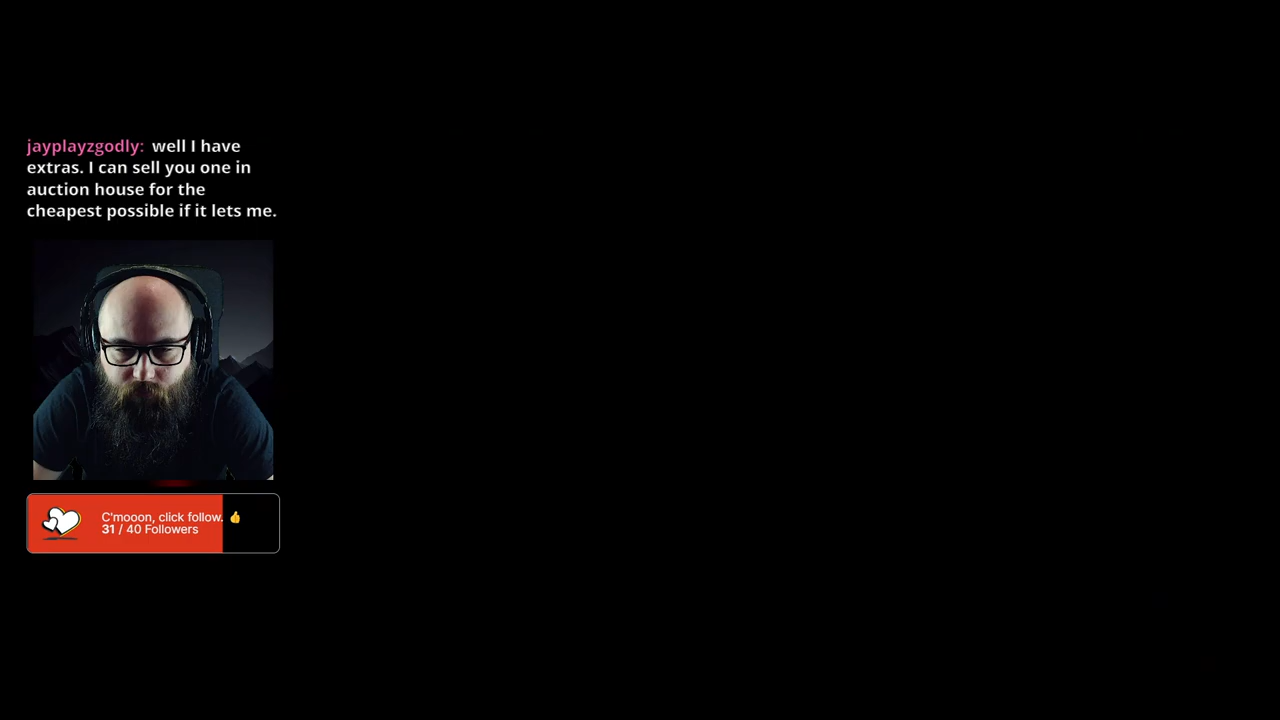 jayplayzgodly: well I have
extras. I can sell you one in
auction house for the
cheapest possible if it lets me.
C'mooon, click follow. 👍
31 / 40 Followers